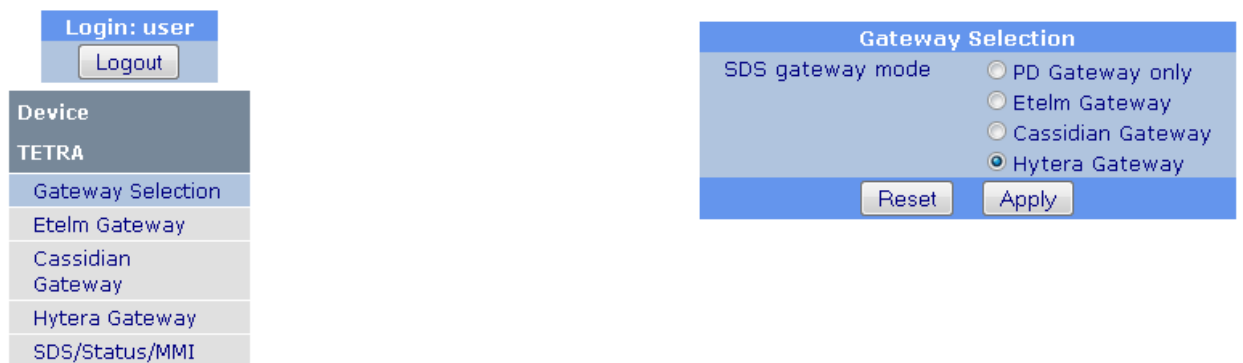 Login: user
Logout
Device
TETRA
Gateway Selection
Etelm Gateway
Cassidian
Gateway
Hytera Gateway
SDS/Status/MMI
Gateway Selection
SDS gateway mode
PD Gateway only
Etelm Gateway
Cassidian Gateway
Hytera Gateway
Reset Apply